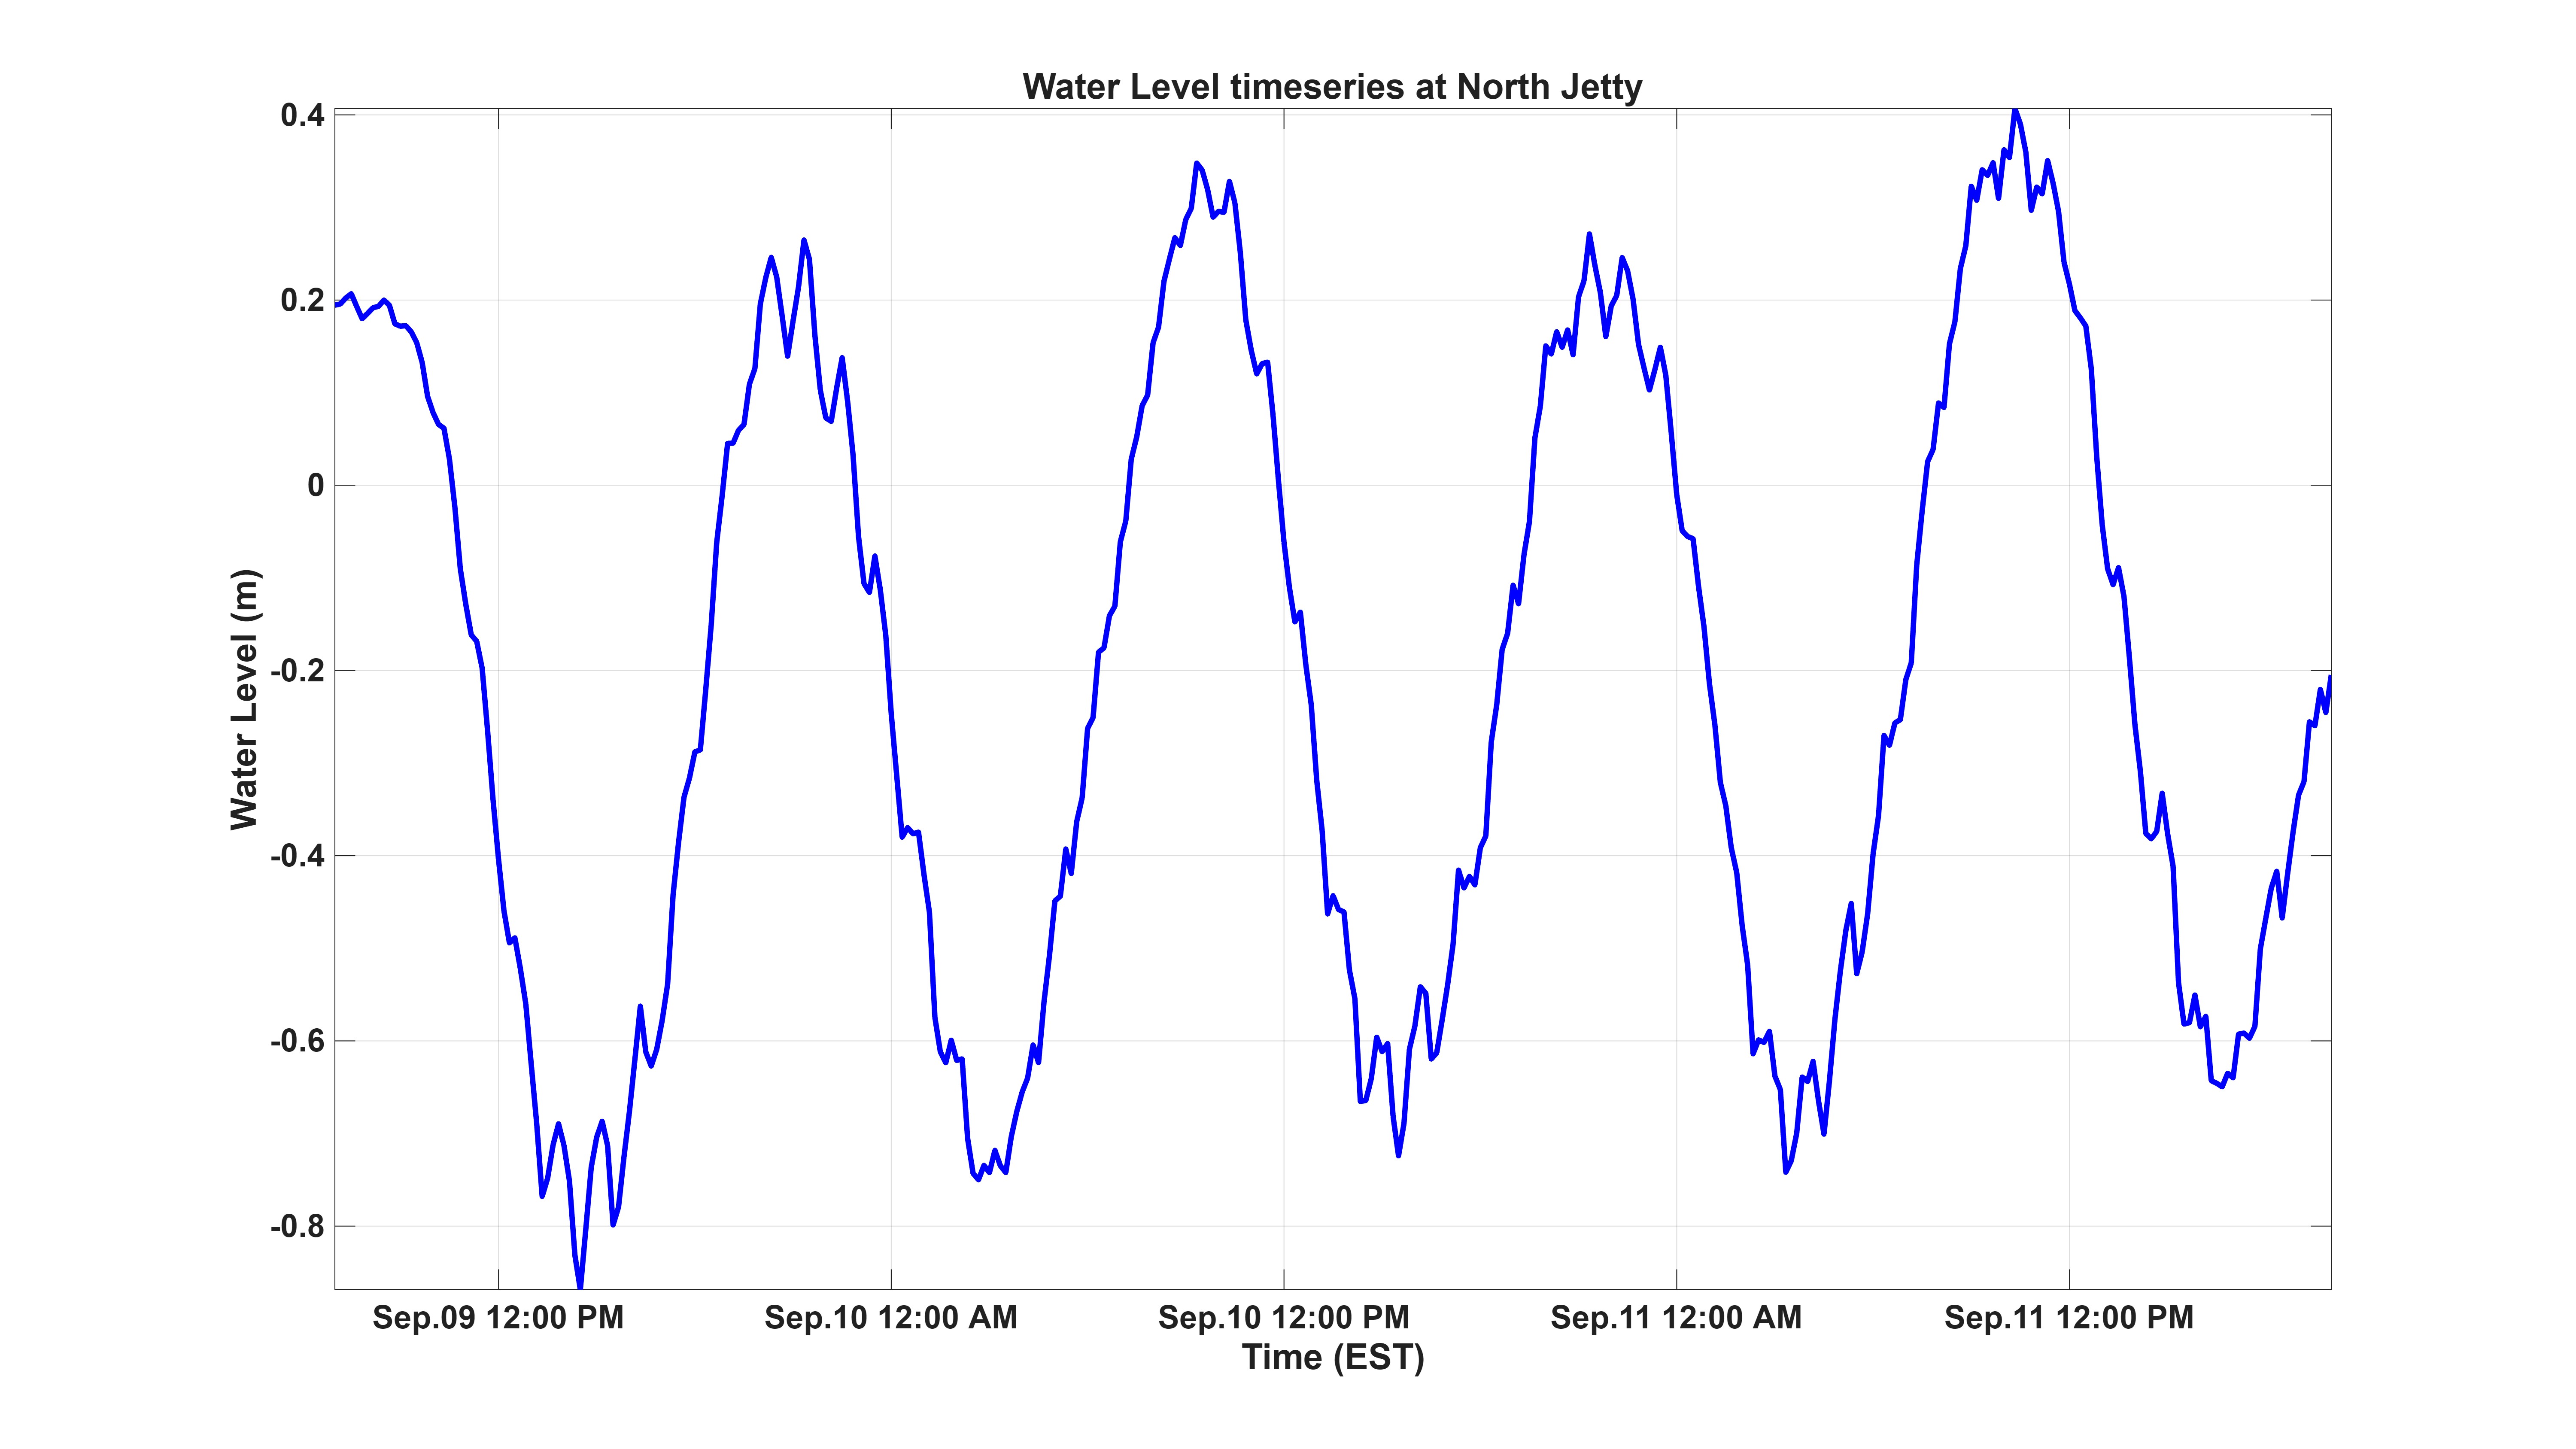 Water Level timeseries at North Jetty
0.4
0.2
0
-0.2
-0.4
-0.6
-0.8
Water Level (m)
Sep.09 12:00 PM
Sep.10 12:00 AM
Sep.10 12:00 PM
Sep.11 12:00 AM
Sep.11 12:00 PM
Time (EST)